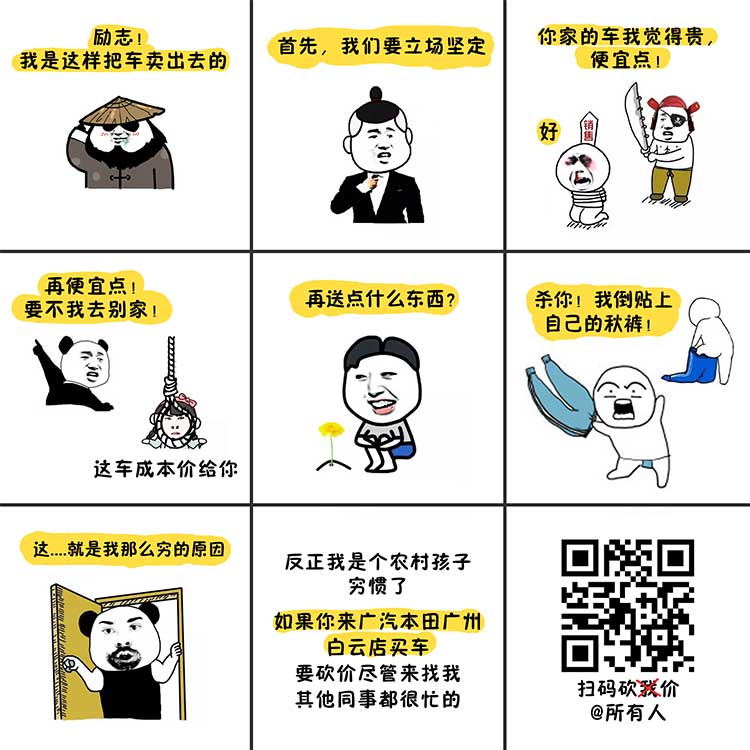 励志！
我是这样把车卖出去的
首先，我们要立场坚定
你家的车我觉得贵，
便宜点！
好
销售
再便宜点！
要不我去别家！
这车成本价给你
再送点什么东西？
杀你！我倒贴上
自己的秋裤！
这....就是我那么穷的原因
反正我是个农村孩子
穷惯了
如果你来广汽本田广州
白云店买车
要砍价尽管来找我
其他同事都很忙的
扫码砍我价
@所有人